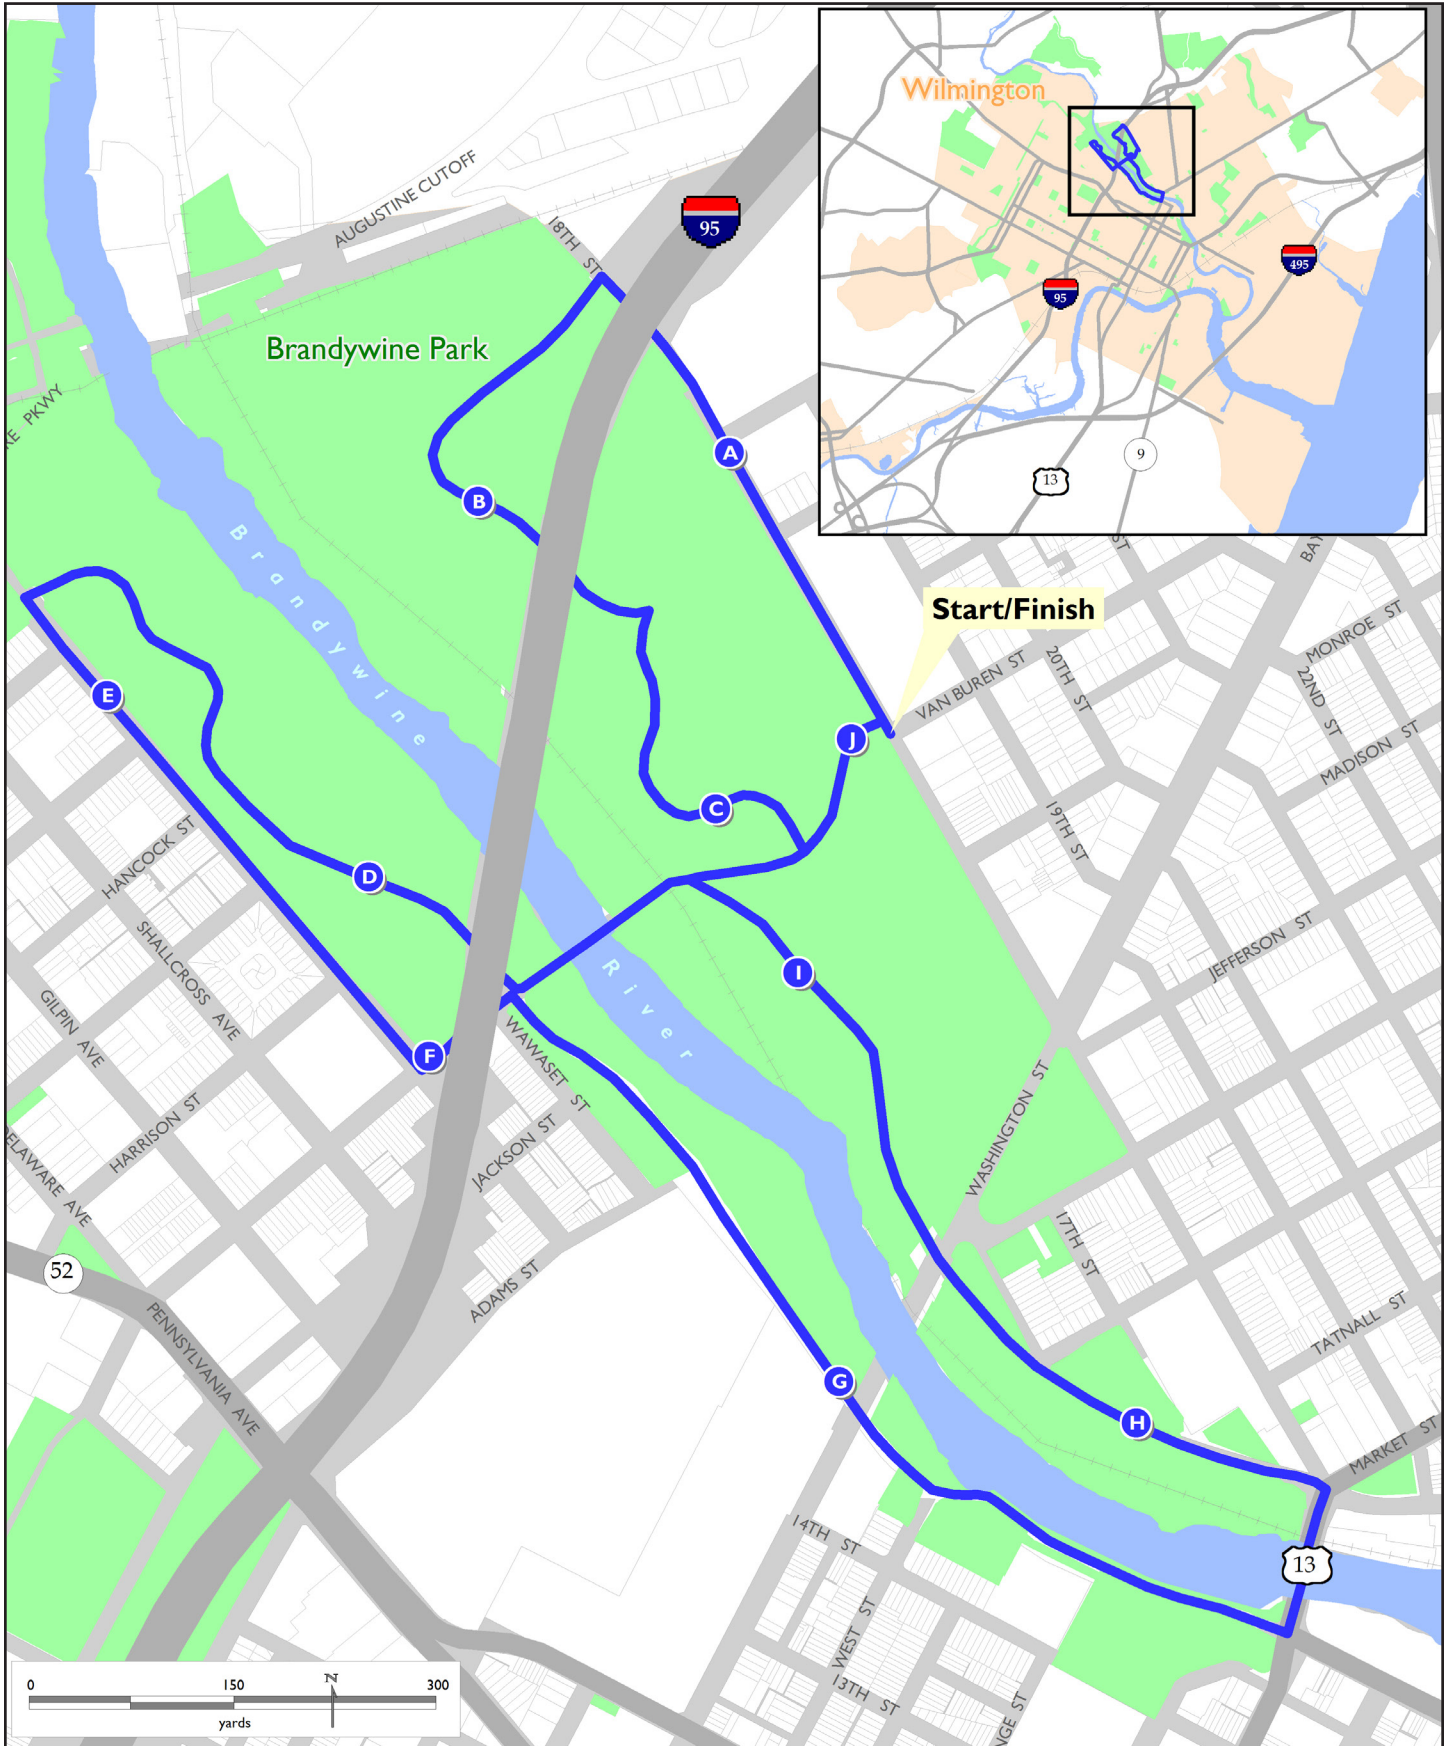 Wilmington
95
495
95
9
13
AUGUSTINE CUTOFF
18TH ST
Brandywine Park
A
B
Brandywine
River
Start/Finish
VAN BUREN ST
20TH ST
MONROE ST
22ND ST
MADISON ST
19TH ST
JEFFERSON ST
E
J
C
D
HANCOCK ST
SHALLCROSS AVE
GILPIN AVE
HARRISON ST
I
F
WAWASET ST
JACKSON ST
ADAMS ST
WASHINGTON ST
17TH ST
TATNALL ST
MARKET ST
52
PENNSYLVANIA AVE
G
H
13
14TH ST
WEST ST
13TH ST
0 150 300
yards
N